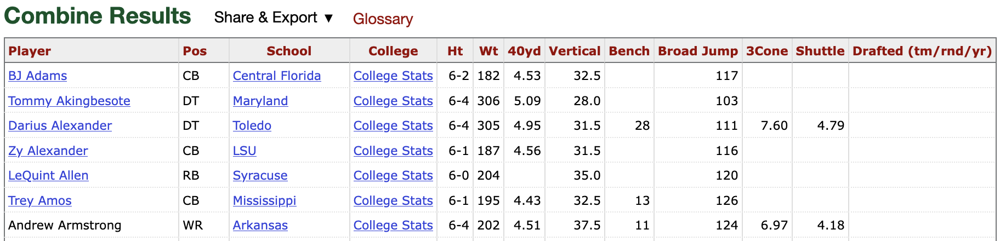 Combine Results Share & Export ▼ Glossary
Player Pos School College Ht Wt 40yd Vertical Bench Broad Jump 3Cone Shuttle Drafted (tm/rnd/yr)
BJ Adams CB Central Florida College Stats 6-2 182 4.53 32.5 117
Tommy Akingbesote DT Maryland College Stats 6-4 306 5.09 28.0 103
Darius Alexander DT Toledo College Stats 6-4 305 4.95 31.5 28 111 7.60 4.79
Zy Alexander CB LSU College Stats 6-1 187 4.56 31.5 116
LeQuint Allen RB Syracuse College Stats 6-0 204 35.0 120
Trey Amos CB Mississippi College Stats 6-1 195 4.43 32.5 13 126
Andrew Armstrong WR Arkansas College Stats 6-4 202 4.51 37.5 11 124 6.97 4.18